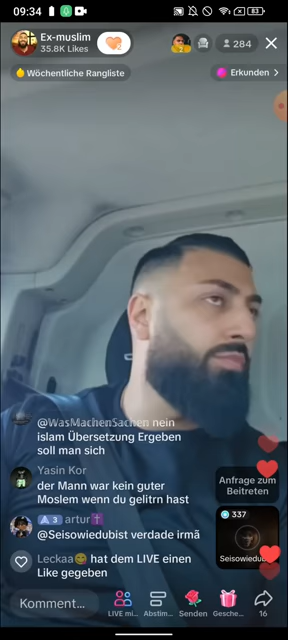 09:34
83
Ex-muslim
35.8K Likes
284
Wöchentliche Rangliste
Erkunden >
@WasMachenSachen nein
islam Übersetzung Ergeben
soll man sich
Yasin Kor
der Mann war kein guter
Moslem wenn du gelitrn hast
3 artur
@Seisowiedubist verdade irmã
Anfrage zum
Beitreten
337
Seisowiedu
Leckaa hat dem LIVE einen
Like gegeben
Komment...
LIVE mi...
Abstim...
Senden
Gesche...
16